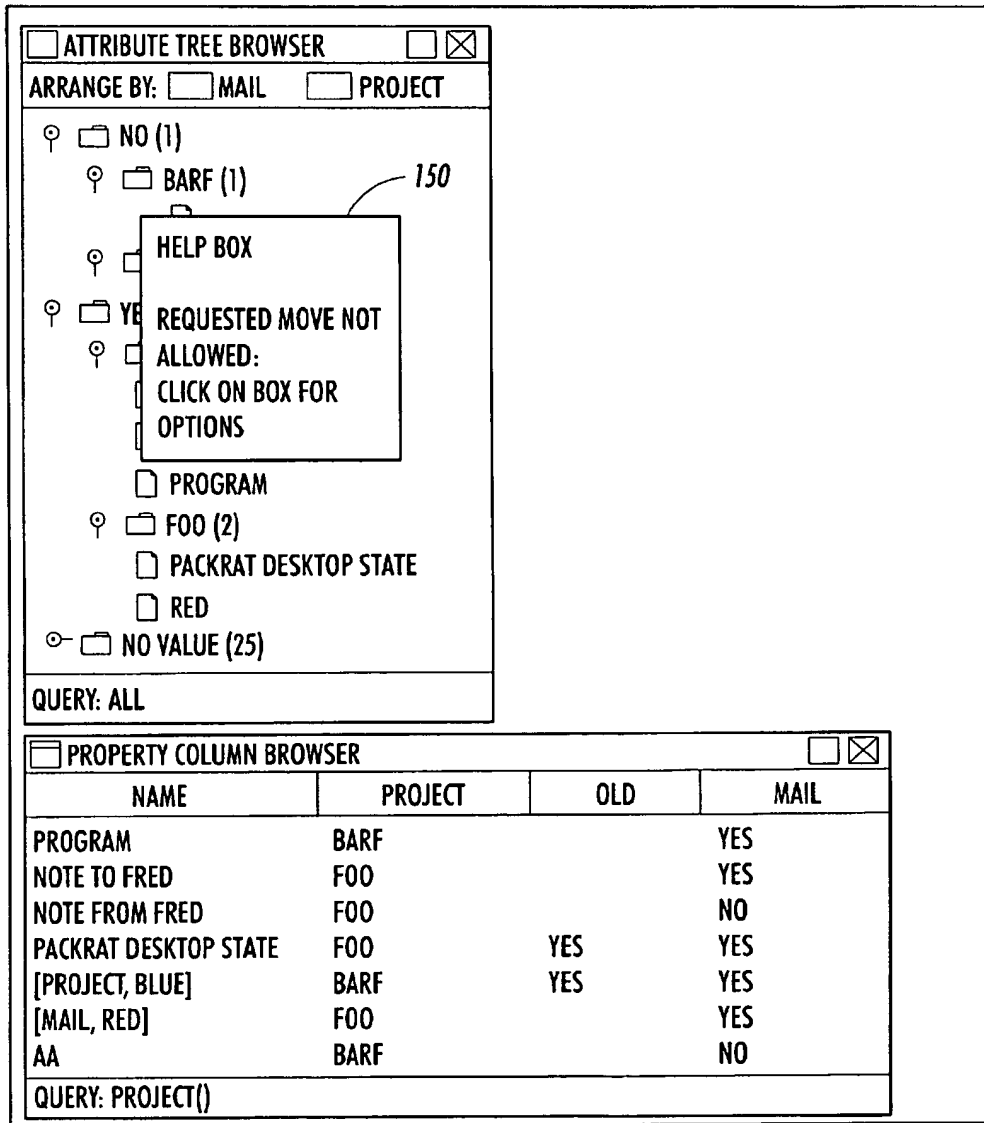 ATTRIBUTE TREE BROWSER
ARRANGE BY: MAIL PROJECT
NO (1)
BARF (1)
150
HELP BOX
YE
REQUESTED MOVE NOT
ALLOWED:
CLICK ON BOX FOR
OPTIONS
PROGRAM
FOO (2)
PACKRAT DESKTOP STATE
RED
NO VALUE (25)
QUERY: ALL
PROPERTY COLUMN BROWSER
NAME PROJECT OLD MAIL
PROGRAM BARF YES
NOTE TO FRED FOO YES
NOTE FROM FRED FOO NO
PACKRAT DESKTOP STATE FOO YES YES
[PROJECT, BLUE] BARF YES YES
[MAIL, RED] FOO YES
AA BARF NO
QUERY: PROJECT()